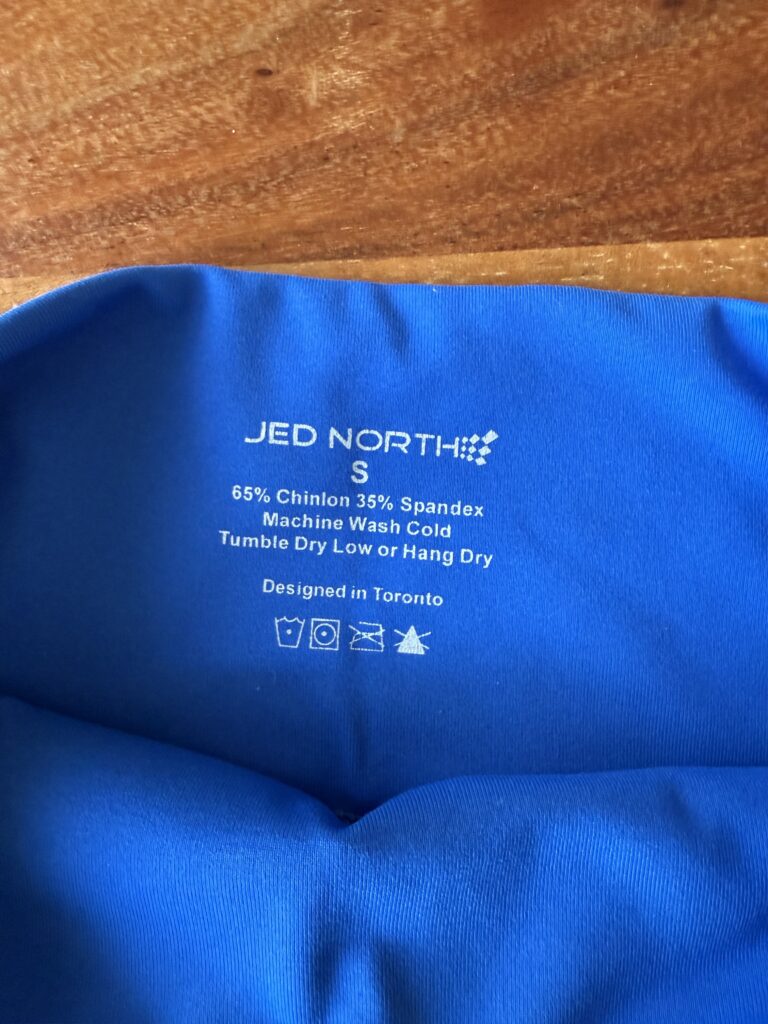 JED NORTH
S
65% Chinlon 35% Spandex
Machine Wash Cold
Tumble Dry Low or Hang Dry
Designed in Toronto